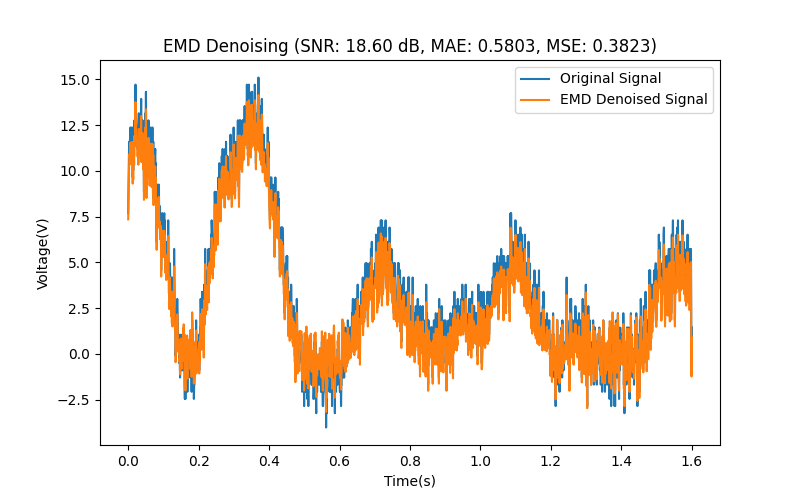 EMD Denoising (SNR: 18.60 dB, MAE: 0.5803, MSE: 0.3823)
Original Signal
EMD Denoised Signal
15.0
12.5
10.0
7.5
5.0
2.5
0.0
−2.5
Voltage(V)
0.0 0.2 0.4 0.6 0.8 1.0 1.2 1.4 1.6
Time(s)